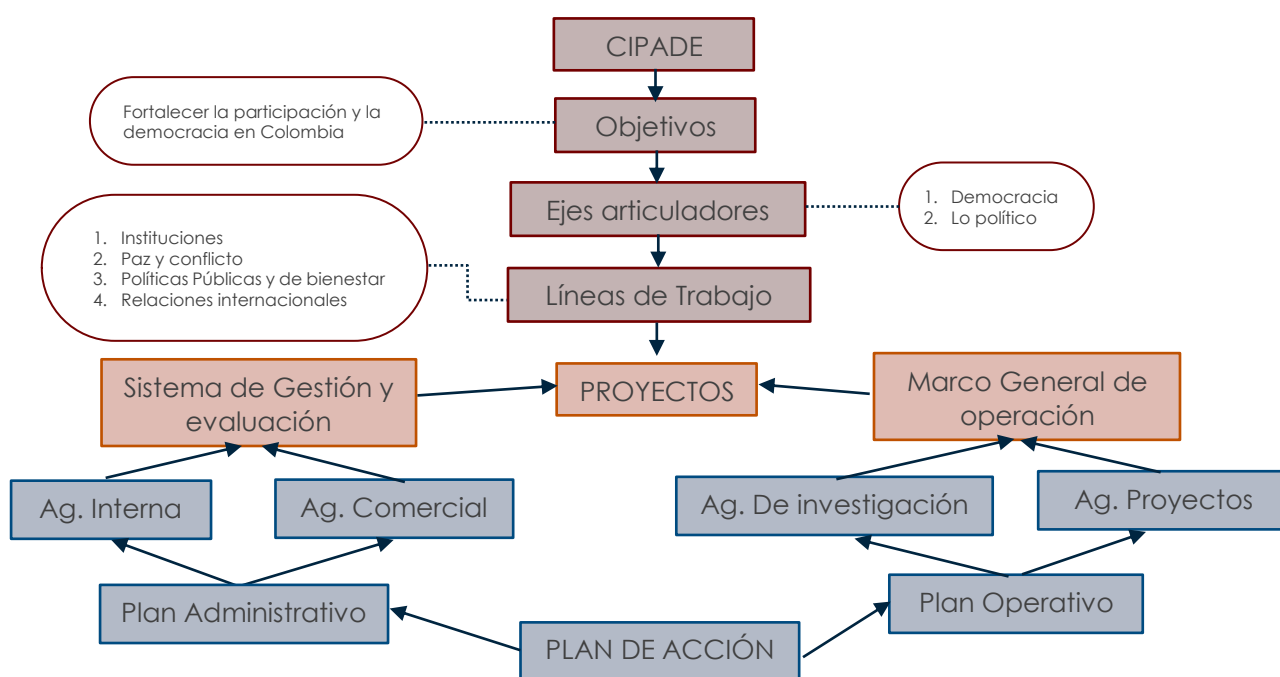 CIPADE
Fortalecer la participación y la
democracia en Colombia
Objetivos
Ejes articuladores
1. Democracia
2. Lo político
1. Instituciones
2. Paz y conflicto
3. Políticas Públicas y de bienestar
4. Relaciones internacionales
Líneas de Trabajo
Sistema de Gestión y
evaluación
PROYECTOS
Marco General de
operación
Ag. Interna
Ag. Comercial
Ag. De investigación
Ag. Proyectos
Plan Administrativo
Plan Operativo
PLAN DE ACCIÓN